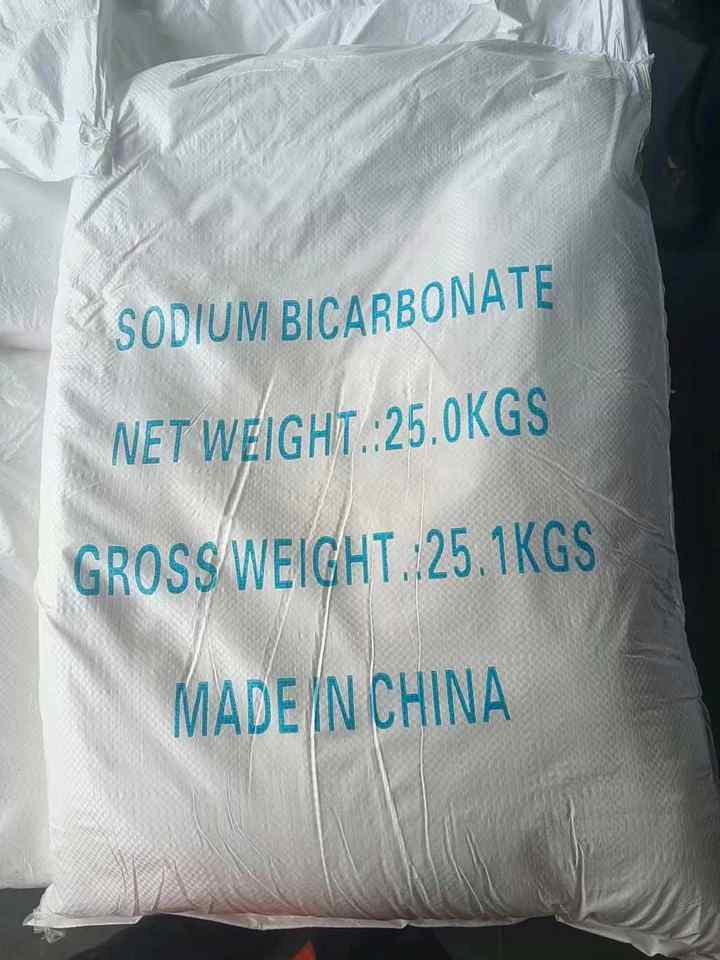 SODIUM BICARBONATE
NET WEIGHT.:25.0KGS
GROSS WEIGHT.:25.1KGS
MADE IN CHINA